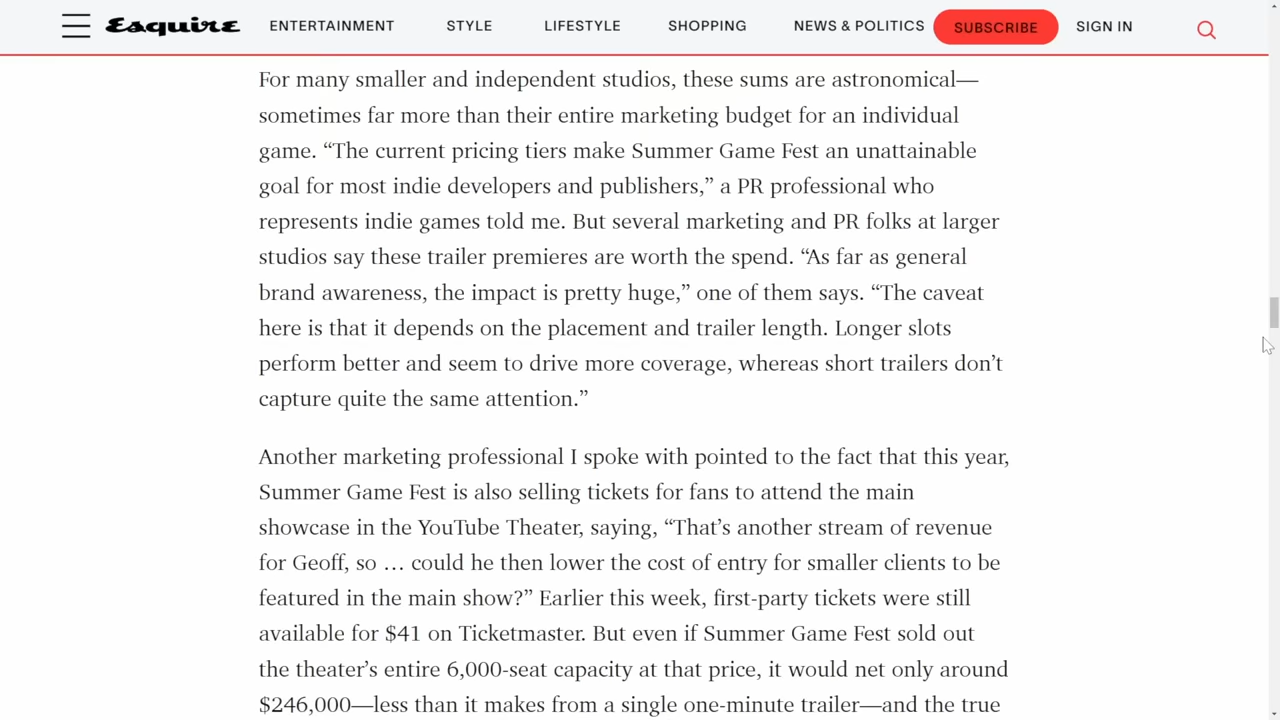 Esquire ENTERTAINMENT STYLE LIFESTYLE SHOPPING NEWS & POLITICS SUBSCRIBE SIGN IN
For many smaller and independent studios, these sums are astronomical—
sometimes far more than their entire marketing budget for an individual
game. “The current pricing tiers make Summer Game Fest an unattainable
goal for most indie developers and publishers,” a PR professional who
represents indie games told me. But several marketing and PR folks at larger
studios say these trailer premieres are worth the spend. “As far as general
brand awareness, the impact is pretty huge,” one of them says. “The caveat
here is that it depends on the placement and trailer length. Longer slots
perform better and seem to drive more coverage, whereas short trailers don’t
capture quite the same attention.”
Another marketing professional I spoke with pointed to the fact that this year,
Summer Game Fest is also selling tickets for fans to attend the main
showcase in the YouTube Theater, saying, “That’s another stream of revenue
for Geoff, so … could he then lower the cost of entry for smaller clients to be
featured in the main show?” Earlier this week, first-party tickets were still
available for $41 on Ticketmaster. But even if Summer Game Fest sold out
the theater’s entire 6,000-seat capacity at that price, it would net only around
$246,000—less than it makes from a single one-minute trailer—and the true